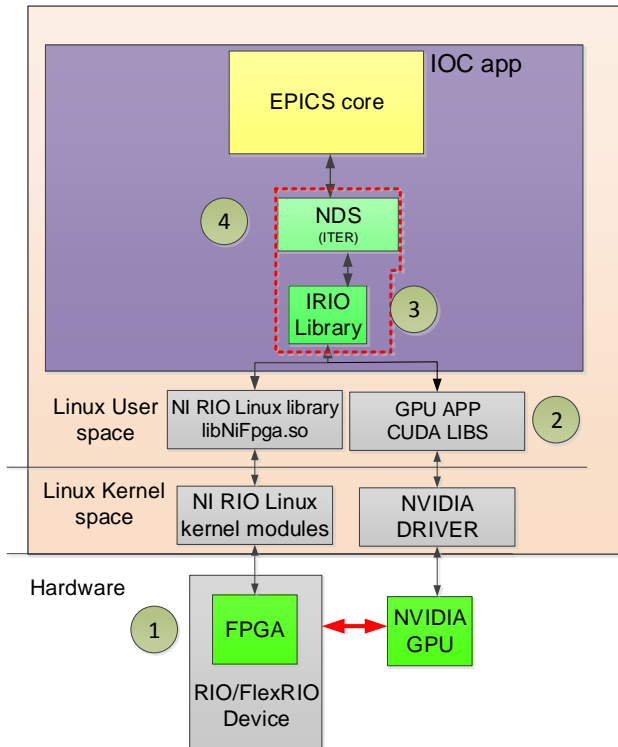 IOC app
EPICS core
4
NDS
(ITER)
3
IRIO
Library
Linux User
space
NI RIO Linux library
libNiFpga.so
GPU APP
CUDA LIBS
2
Linux Kernel
space
NI RIO Linux
kernel modules
NVIDIA
DRIVER
Hardware
1
FPGA
NVIDIA
GPU
RIO/FlexRIO
Device